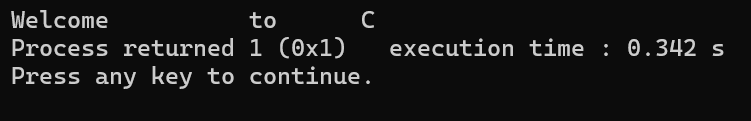 Welcome          to      C
Process returned 1 (0x1)   execution time : 0.342 s
Press any key to continue.